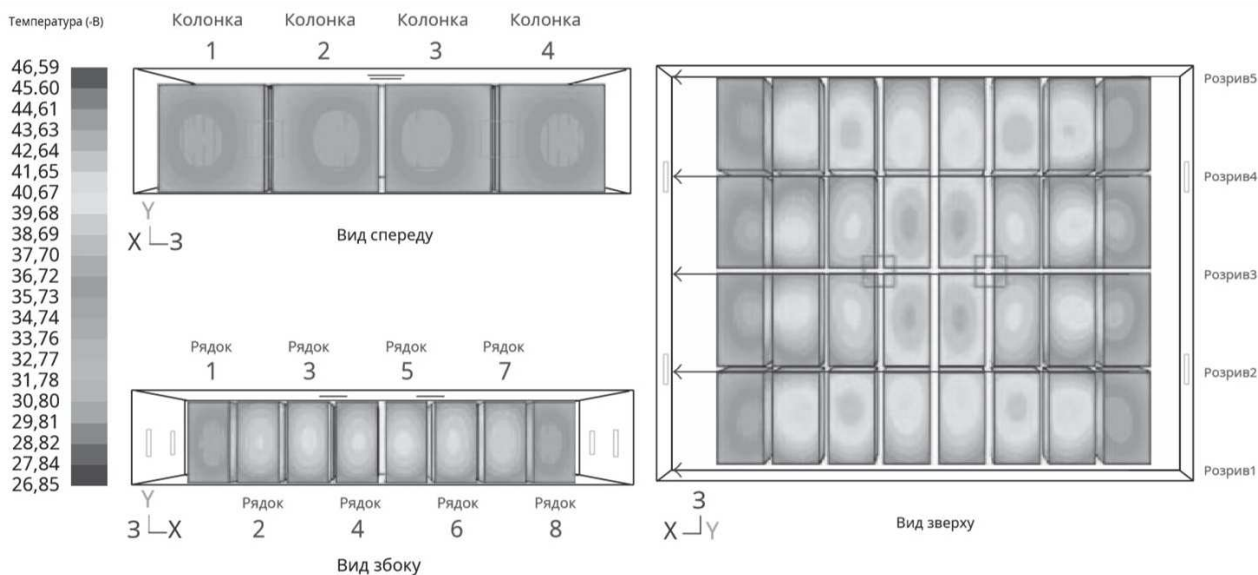 Температура (◦В)
46,59
45.60
44,61
43,63
42,64
41,65
40,67
39,68
38,69
37,70
36,72
35,73
34,74
33,76
32,77
31,78
30,80
29,81
28,82
27,84
26,85
Колонка Колонка Колонка Колонка
1 2 3 4
Y
X З
Вид спереду
Рядок Рядок Рядок Рядок
1 3 5 7
Y
З X
Рядок Рядок Рядок Рядок
2 4 6 8
Вид збоку
Розрив5
Розрив4
Розрив3
Розрив2
Розрив1
З
X Y
Вид зверху